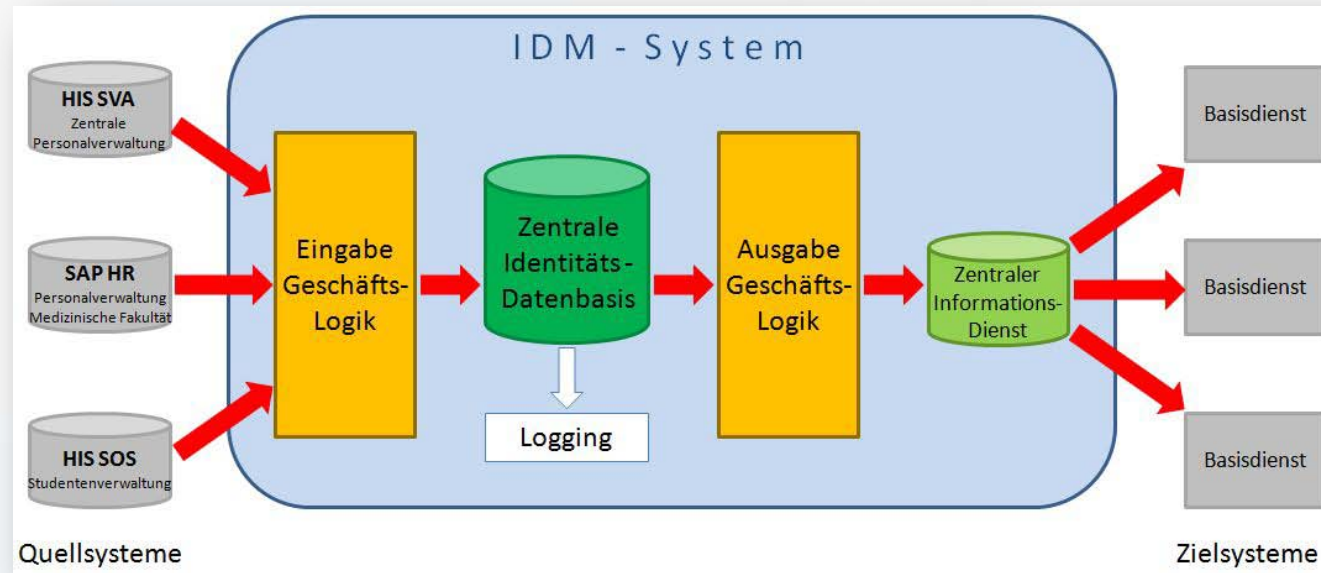 IDM - System
HIS SVA
Zentrale
Personalverwaltung
SAP HR
Personalverwaltung
Medizinische Fakultät
HIS SOS
Studentenverwaltung
Quellsysteme
Eingabe
Geschäfts-
Logik
Zentrale
Identitäts-
Datenbasis
Logging
Ausgabe
Geschäfts-
Logik
Zentraler
Informations-
Dienst
Basisdienst
Basisdienst
Basisdienst
Zielsysteme